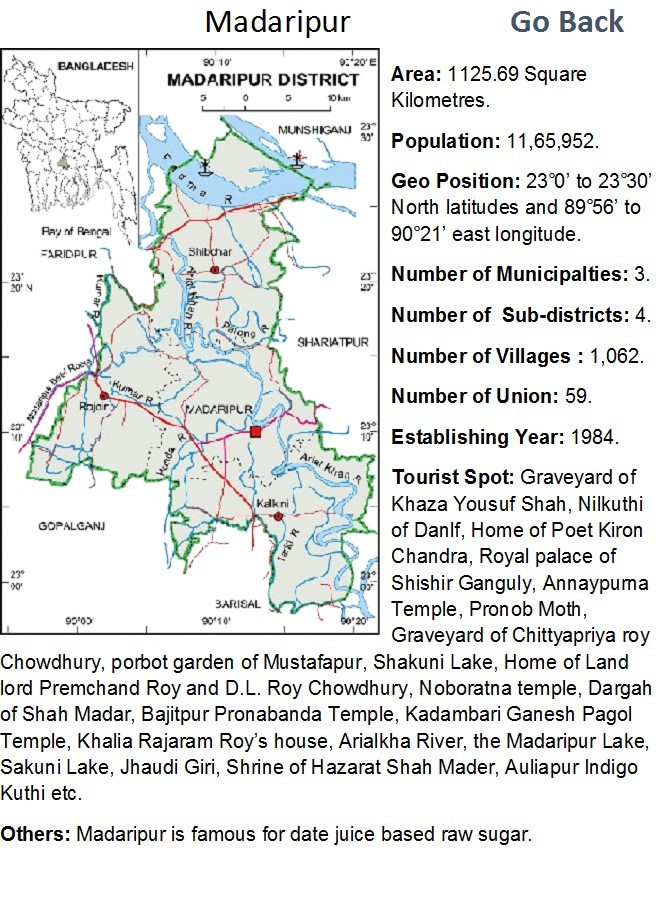 Madaripur
Go Back
BANGLADESH
Bay of Bengal
90°10'
90°20' E
MADARIPUR DISTRICT
5 0 5 10 km
MUNSHIGANJ
23° 30'
Padma R
FARIDPUR
Shibchar
23° 20' N
23° 20'
Kumar R
Arial Khan R
Palong R
SHARIATPUR
Rajoir
Kumar R
MADARIPUR
23° 10'
23° 10'
Arial Khan R
Kalkini
GOPALGANJ
Tarki R
23° 00'
23° 00'
BARISAL
90°10'
90°20'
Area: 1125.69 Square
Kilometres.
Population: 11,65,952.
Geo Position: 23°0’ to 23°30’
North latitudes and 89°56’ to
90°21’ east longitude.
Number of Municipalties: 3.
Number of  Sub-districts: 4.
Number of Villages : 1,062.
Number of Union: 59.
Establishing Year: 1984.
Tourist Spot: Graveyard of
Khaza Yousuf Shah, Nilkuthi
of Danlf, Home of Poet Kiron
Chandra, Royal palace of
Shishir Ganguly, Annaypurna
Temple, Pronob Moth,
Graveyard of Chittyapriya roy
Chowdhury, porbot garden of Mustafapur, Shakuni Lake, Home of Land
lord Premchand Roy and D.L. Roy Chowdhury, Noboratna temple, Dargah
of Shah Madar, Bajitpur Pronabanda Temple, Kadambari Ganesh Pagol
Temple, Khalia Rajaram Roy’s house, Arialkha River, the Madaripur Lake,
Sakuni Lake, Jhaudi Giri, Shrine of Hazarat Shah Mader, Auliapur Indigo
Kuthi etc.
Others: Madaripur is famous for date juice based raw sugar.